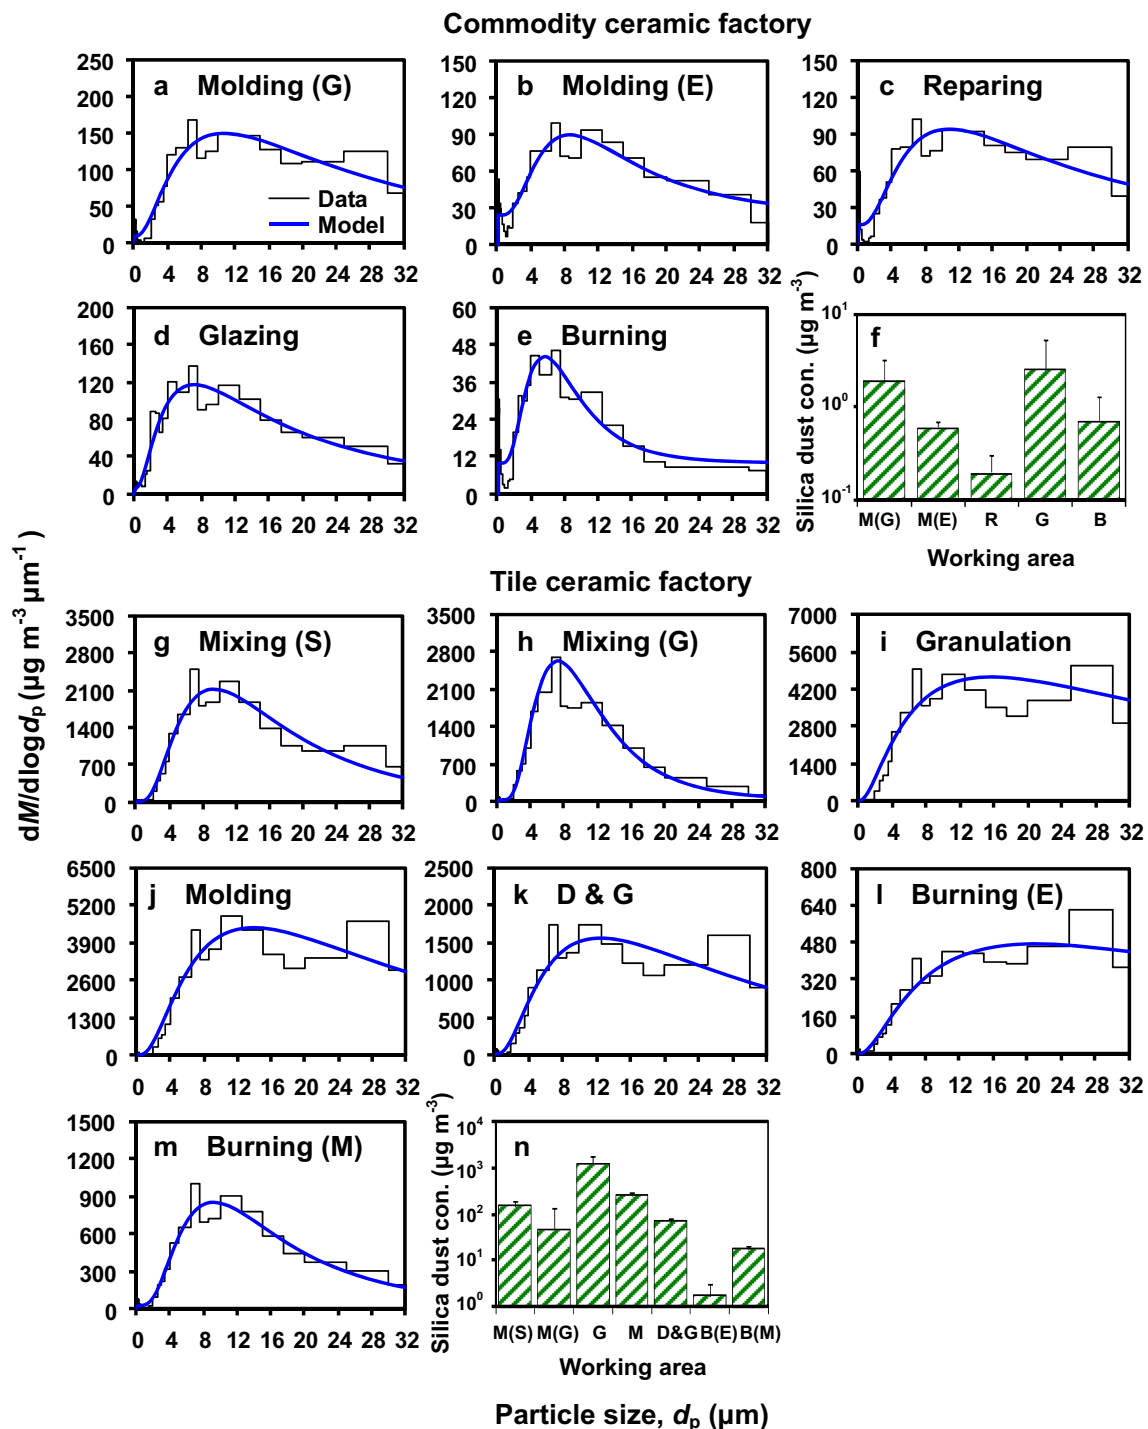 Commodity ceramic factory
a Molding (G)
250
200
150
100
50
0
Data
Model
0 4 8 12 16 20 24 28 32
b Molding (E)
150
120
90
60
30
0
0 4 8 12 16 20 24 28 32
c Reparing
150
120
90
60
30
0
0 4 8 12 16 20 24 28 32
d Glazing
200
160
120
80
40
0
0 4 8 12 16 20 24 28 32
e Burning
60
48
36
24
12
0
0 4 8 12 16 20 24 28 32
f
Silica dust con. (µg m⁻³)
10¹
10⁰
10⁻¹
M(G) M(E) R G B
Working area
dM/dlogdₚ (µg m⁻³ µm⁻¹)
Tile ceramic factory
g Mixing (S)
3500
2800
2100
1400
700
0
0 4 8 12 16 20 24 28 32
h Mixing (G)
3500
2800
2100
1400
700
0
0 4 8 12 16 20 24 28 32
i Granulation
7000
5600
4200
2800
1400
0
0 4 8 12 16 20 24 28 32
j Molding
6500
5200
3900
2600
1300
0
0 4 8 12 16 20 24 28 32
k D & G
2500
2000
1500
1000
500
0
0 4 8 12 16 20 24 28 32
l Burning (E)
800
640
480
320
160
0
0 4 8 12 16 20 24 28 32
m Burning (M)
1500
1200
900
600
300
0
0 4 8 12 16 20 24 28 32
n
Silica dust con. (µg m⁻³)
10⁴
10³
10²
10¹
10⁰
M(S) M(G) G M D&G B(E) B(M)
Working area
Particle size, dₚ (µm)